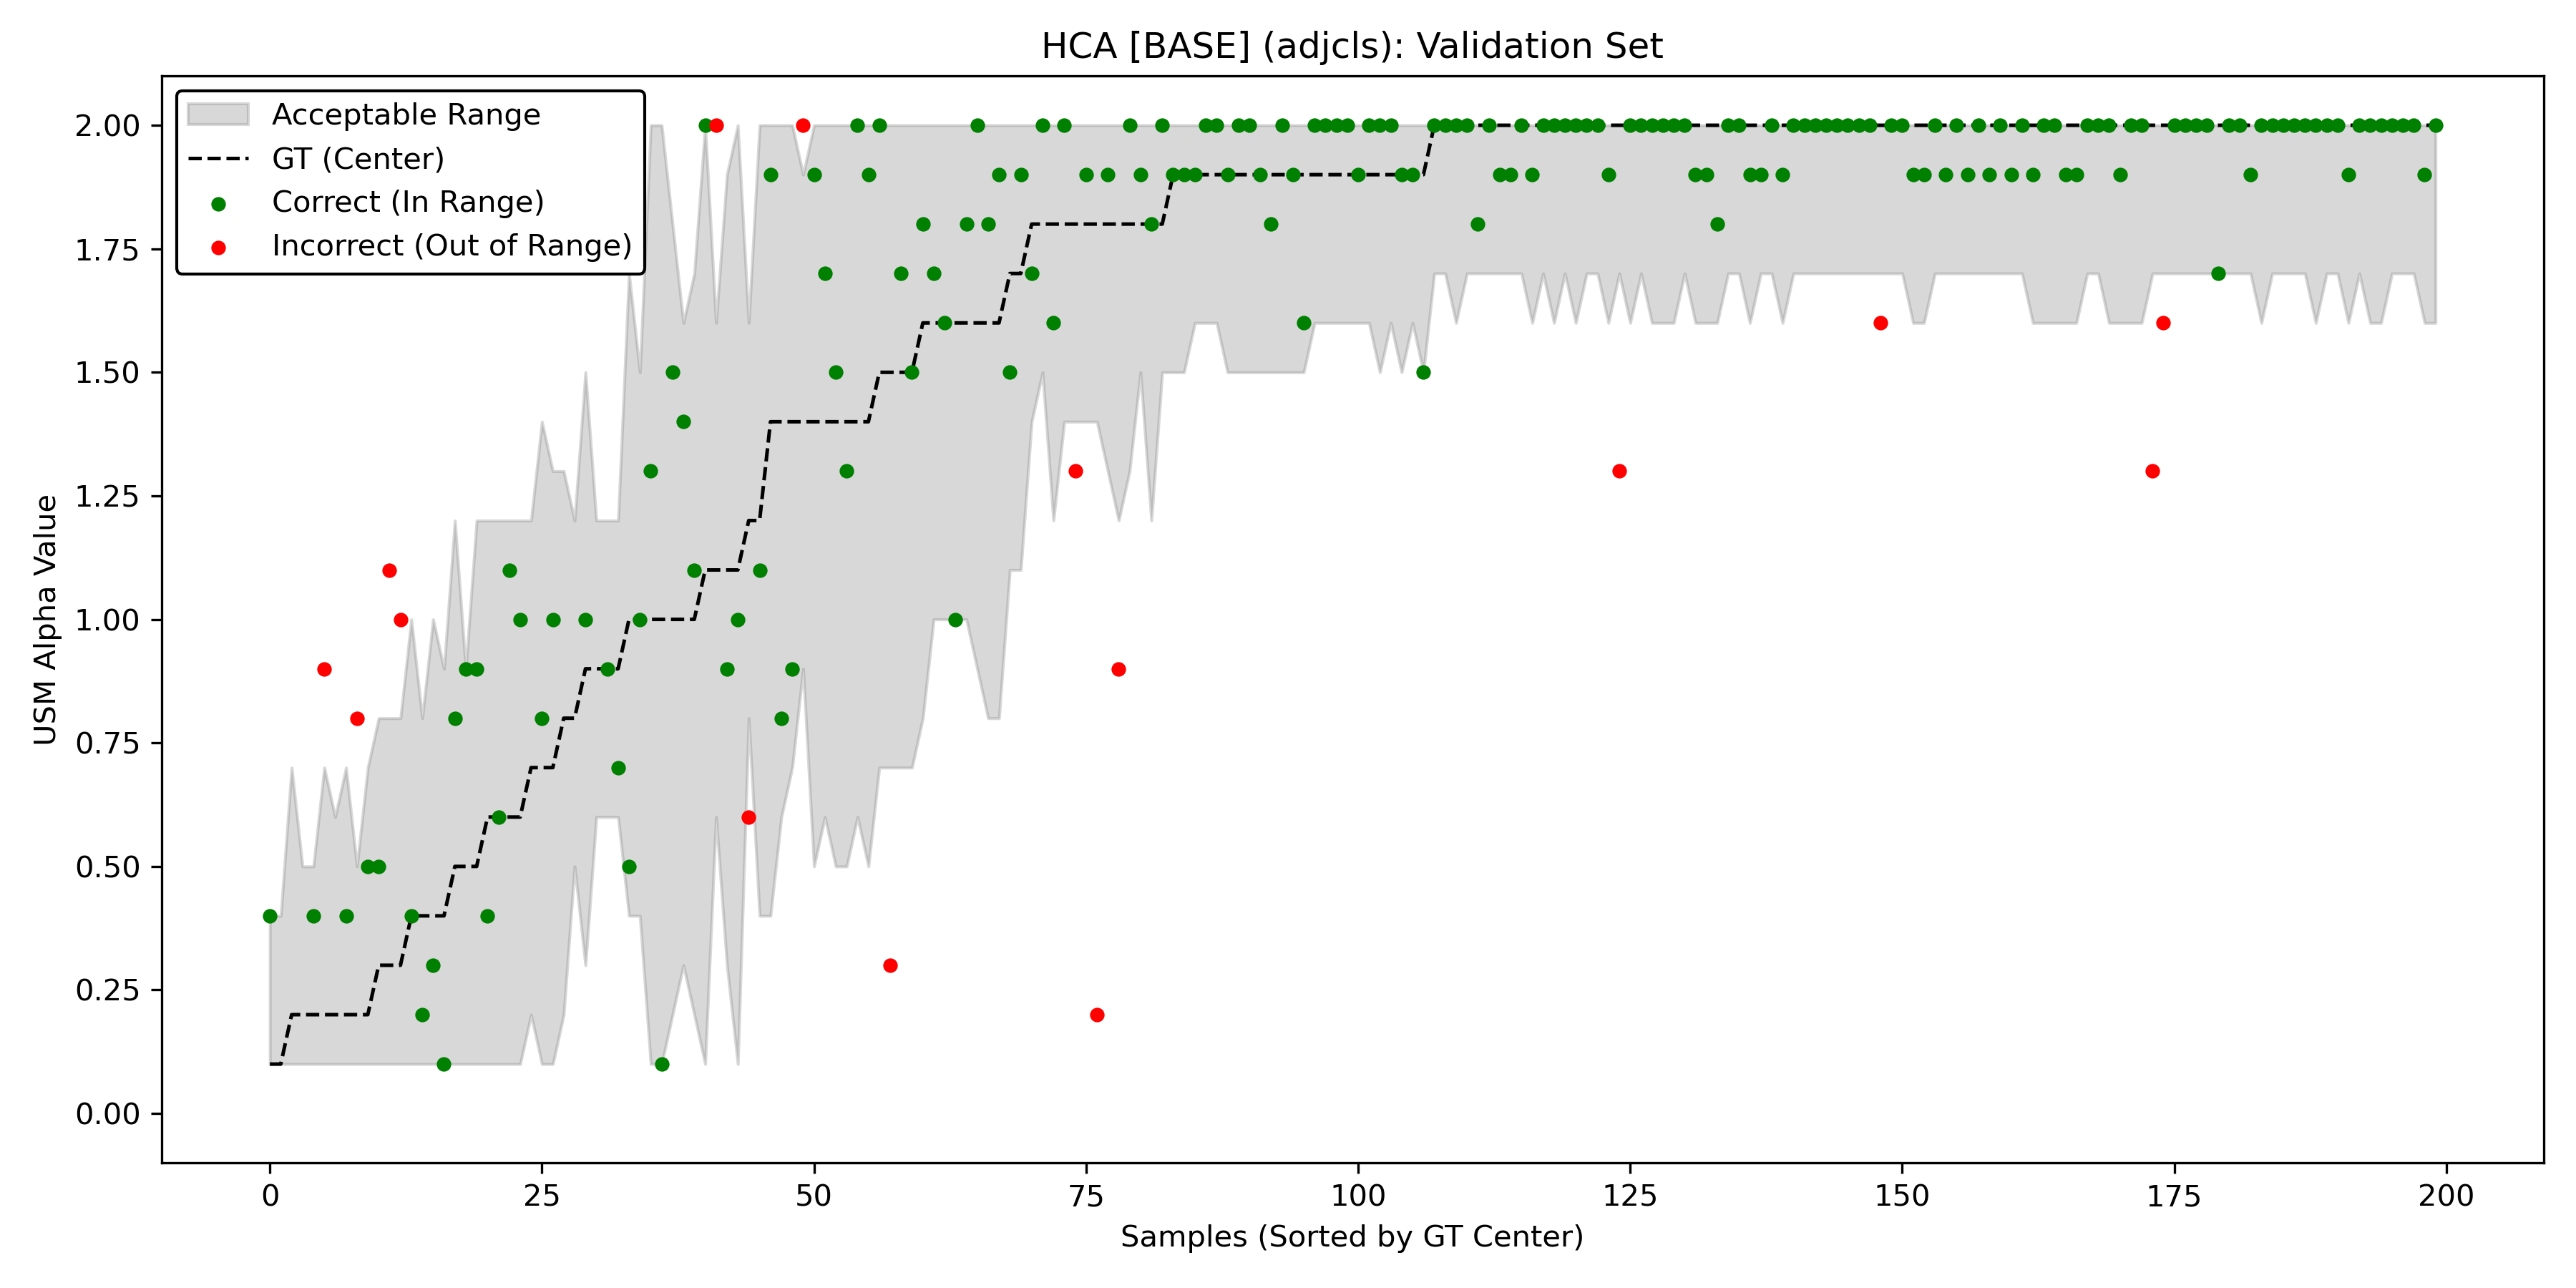 HCA [BASE] (adjcls): Validation Set
Acceptable Range
GT (Center)
Correct (In Range)
Incorrect (Out of Range)
USM Alpha Value
2.00
1.75
1.50
1.25
1.00
0.75
0.50
0.25
0.00
0 25 50 75 100 125 150 175 200
Samples (Sorted by GT Center)